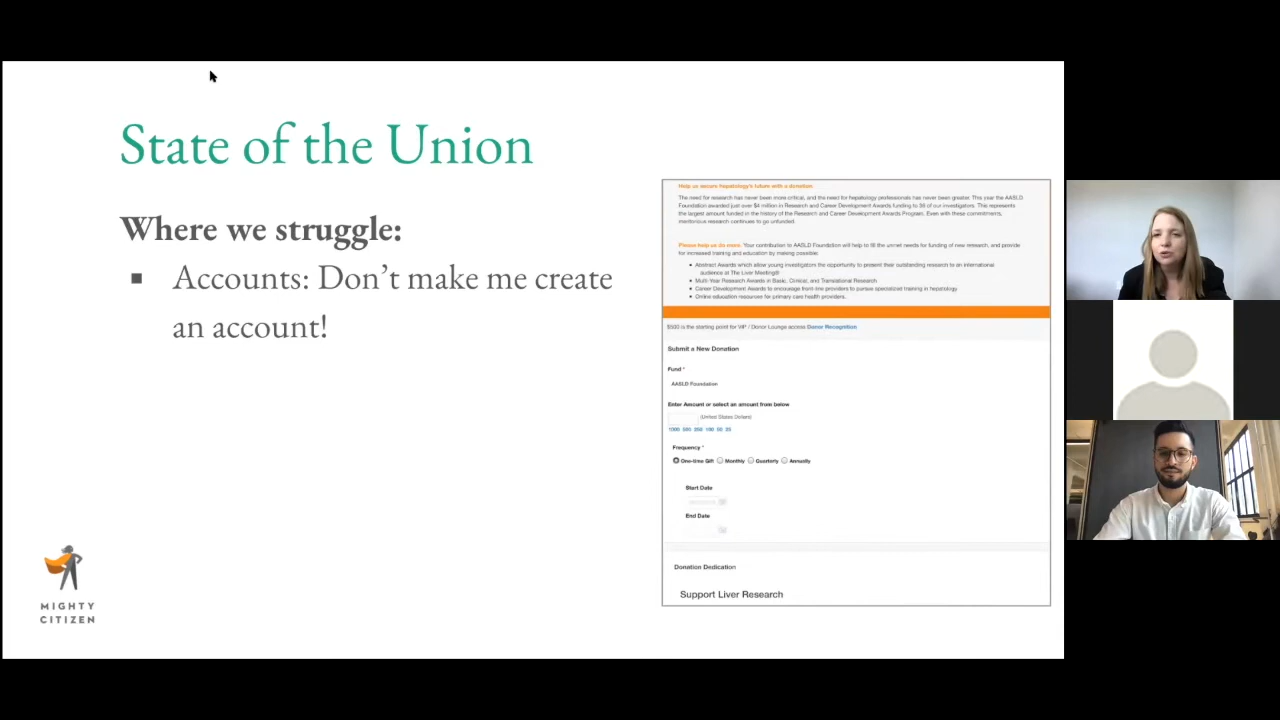 State of the Union
Where we struggle:
▪ Accounts: Don't make me create
an account!
MIGHTY
CITIZEN
Help us secure hepatology's future with a donation.
The need for research has never been more critical, and the need for hepatology professionals has never been greater. This year the AASLD
Foundation awarded just over $4 million in Research and Career Development Awards funding to 58 of our investigators. This represents
the largest amount funded in the history of the Research and Career Development Awards Program. Even with these commitments,
meritorious research continues to go unfunded.
Please help us do more. Your contribution to AASLD Foundation will help to fill the unmet needs for funding of new research, and provide
for increased training and education by making possible:
Abstract Awards which allow young investigators the opportunity to present their outstanding research to an international
audience at The Liver Meeting®
Multi-Year Research Awards in Basic, Clinical, and Translational Research
Career Development Awards to encourage front-line providers to pursue specialized training in hepatology
Online education resources for primary care health providers.
$500 is the starting point for VIP / Donor Lounge access Donor Recognition
Submit a New Donation
Fund *
AASLD Foundation
Enter Amount or select an amount from below
(United States Dollars)
1000 500 250 100 50 25
Frequency *
One-time Gift Monthly Quarterly Annually
Start Date
End Date
Donation Dedication
Support Liver Research